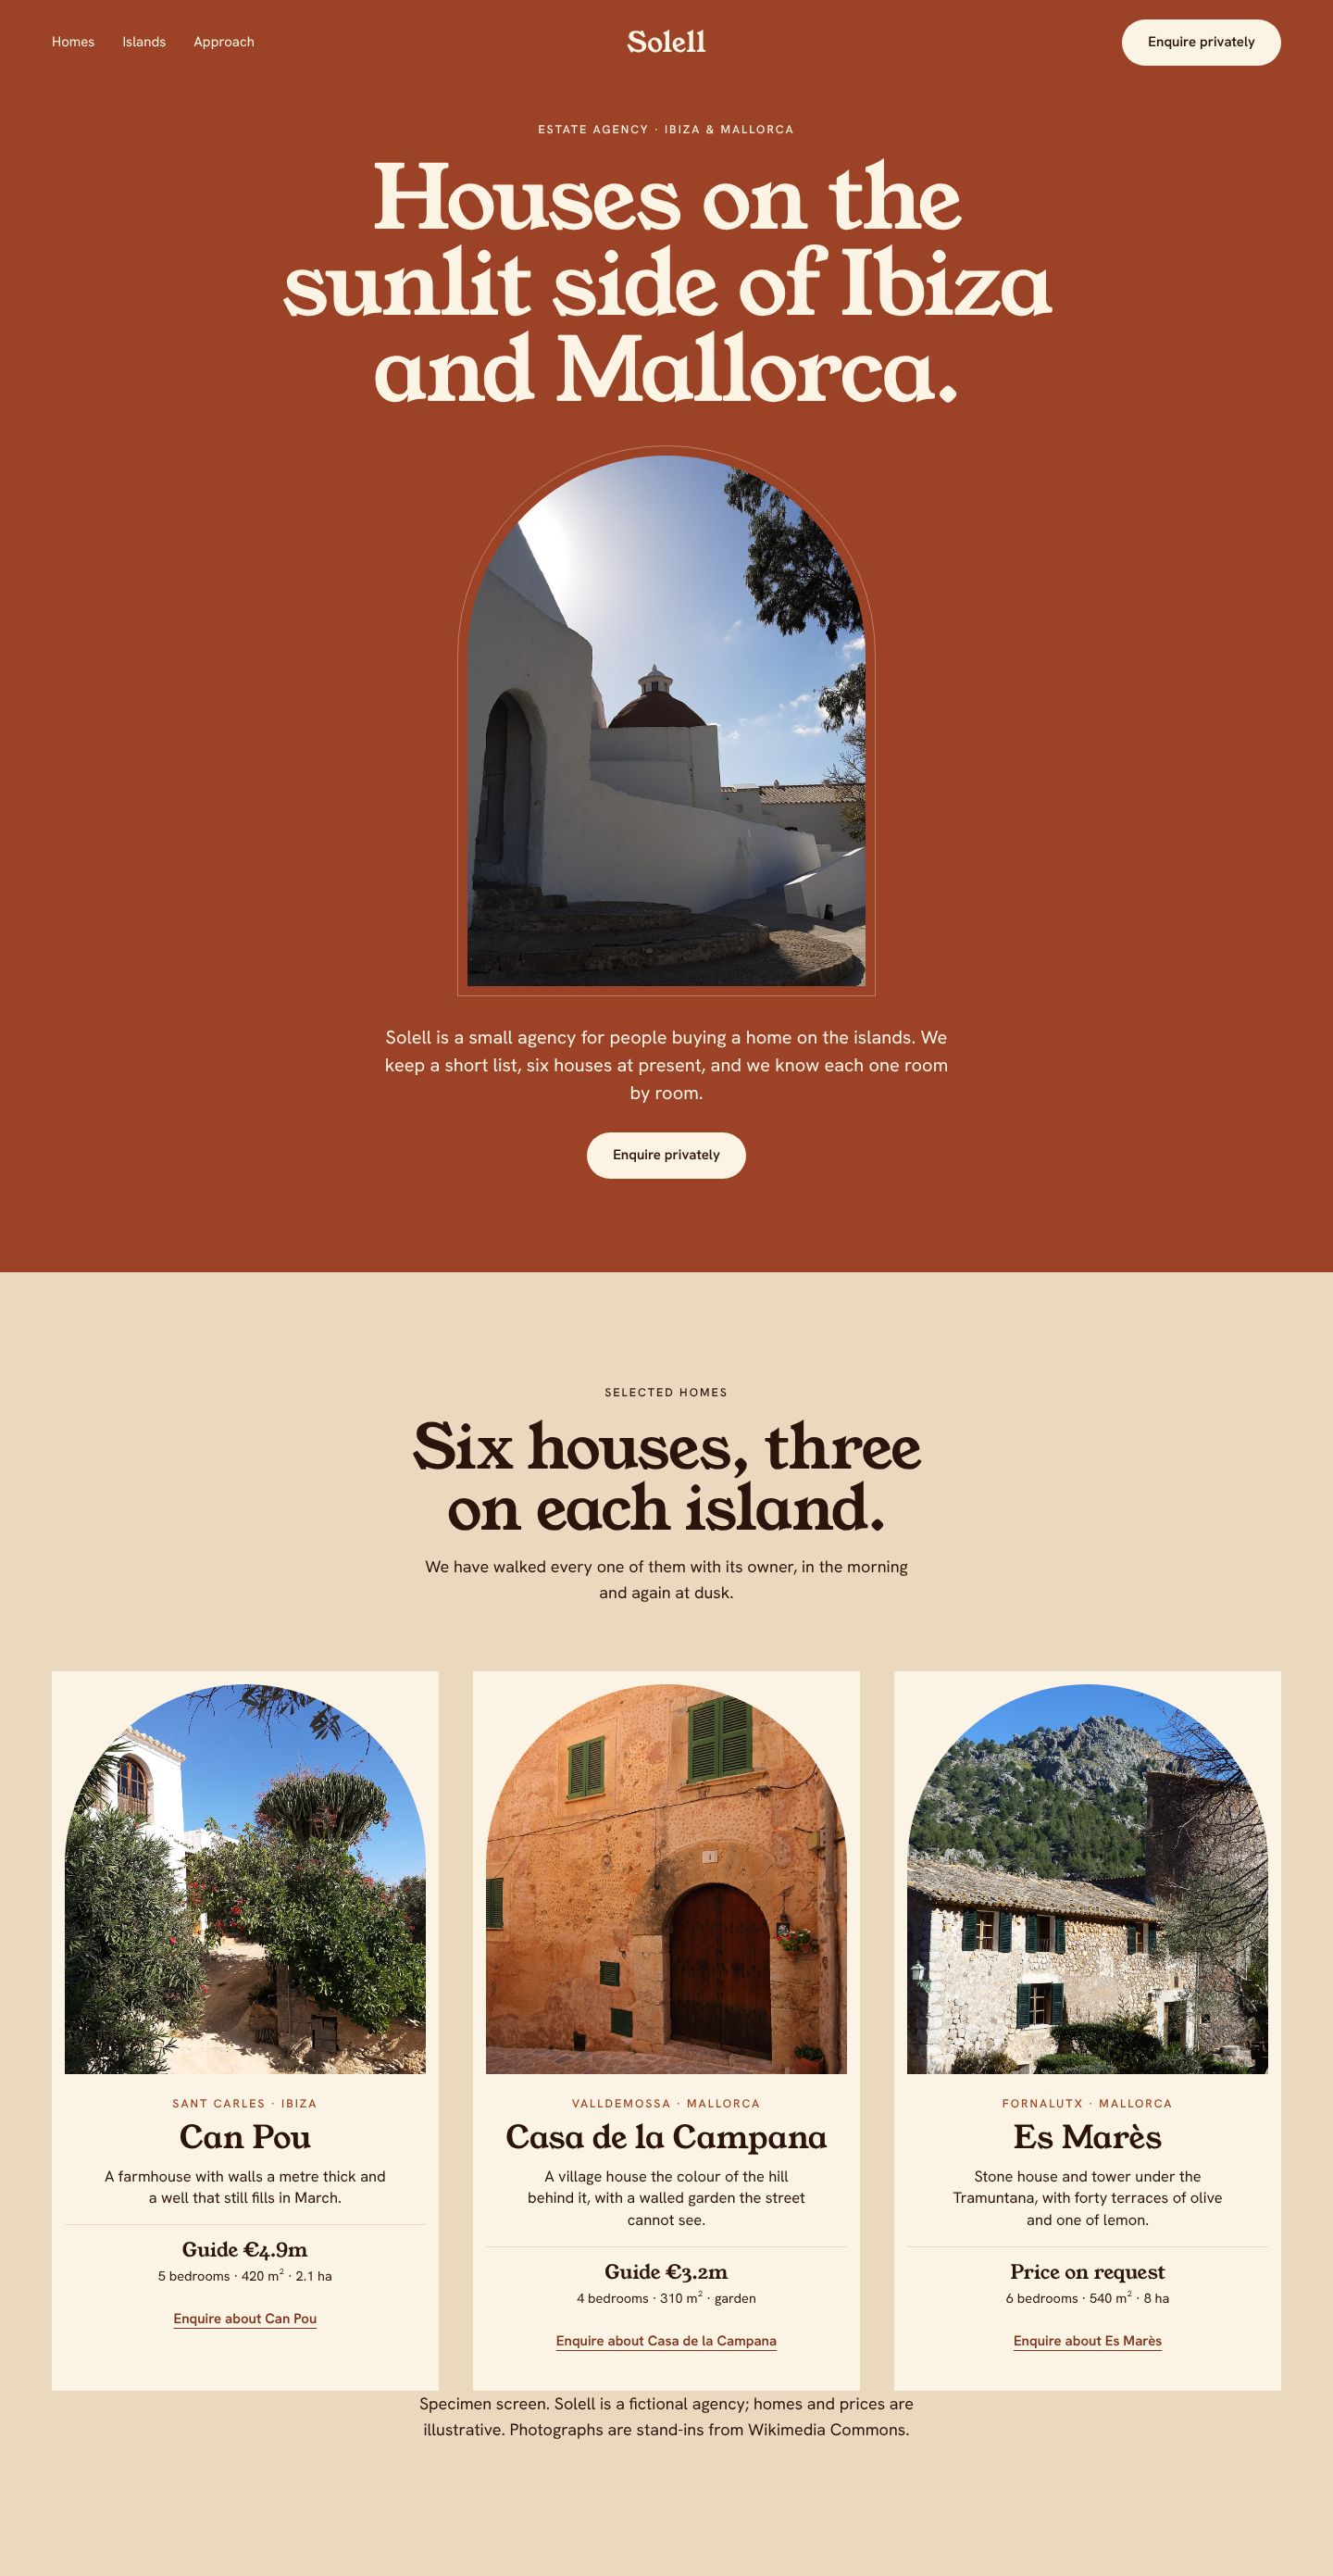 Homes
Islands
Approach
Solell
Enquire privately
ESTATE AGENCY · IBIZA & MALLORCA
Houses on the
sunlit side of Ibiza
and Mallorca.
Solell is a small agency for people buying a home on the islands. We
keep a short list, six houses at present, and we know each one room
by room.
Enquire privately
SELECTED HOMES
Six houses, three
on each island.
We have walked every one of them with its owner, in the morning
and again at dusk.
SANT CARLES · IBIZA
Can Pou
A farmhouse with walls a metre thick and
a well that still fills in March.
Guide €4.9m
5 bedrooms · 420 m² · 2.1 ha
Enquire about Can Pou
VALLDEMOSSA · MALLORCA
Casa de la Campana
A village house the colour of the hill
behind it, with a walled garden the street
cannot see.
Guide €3.2m
4 bedrooms · 310 m² · garden
Enquire about Casa de la Campana
FORNALUTX · MALLORCA
Es Marès
Stone house and tower under the
Tramuntana, with forty terraces of olive
and one of lemon.
Price on request
6 bedrooms · 540 m² · 8 ha
Enquire about Es Marès
Specimen screen. Solell is a fictional agency; homes and prices are
illustrative. Photographs are stand-ins from Wikimedia Commons.